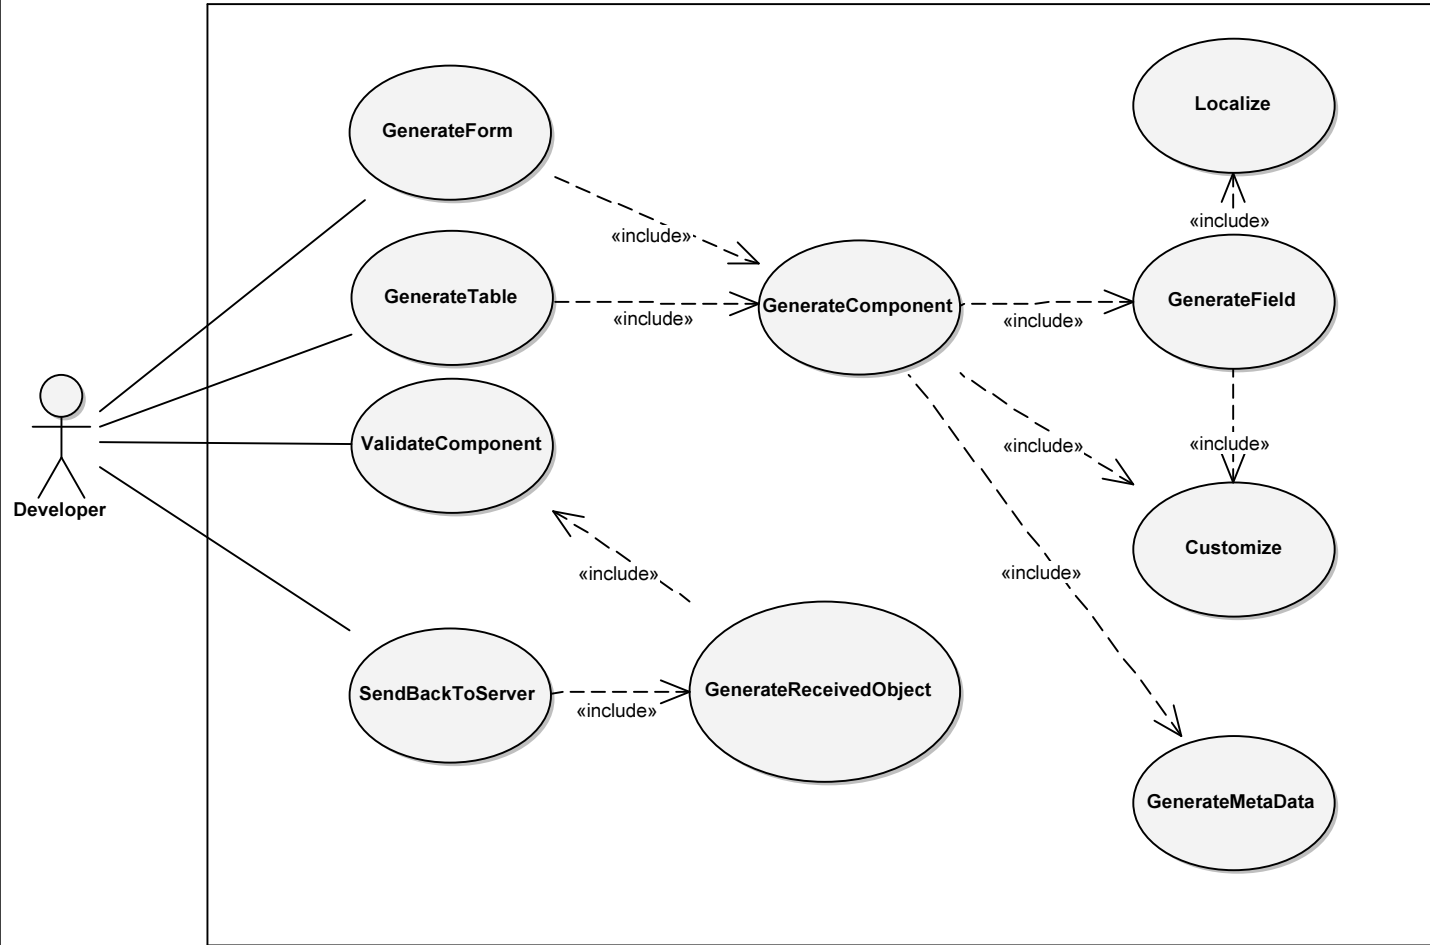 GenerateForm
Localize
«include»
«include»
GenerateTable
GenerateComponent
GenerateField
«include»
«include»
ValidateComponent
«include»
«include»
Developer
Customize
«include»
«include»
SendBackToServer
GenerateReceivedObject
«include»
GenerateMetaData